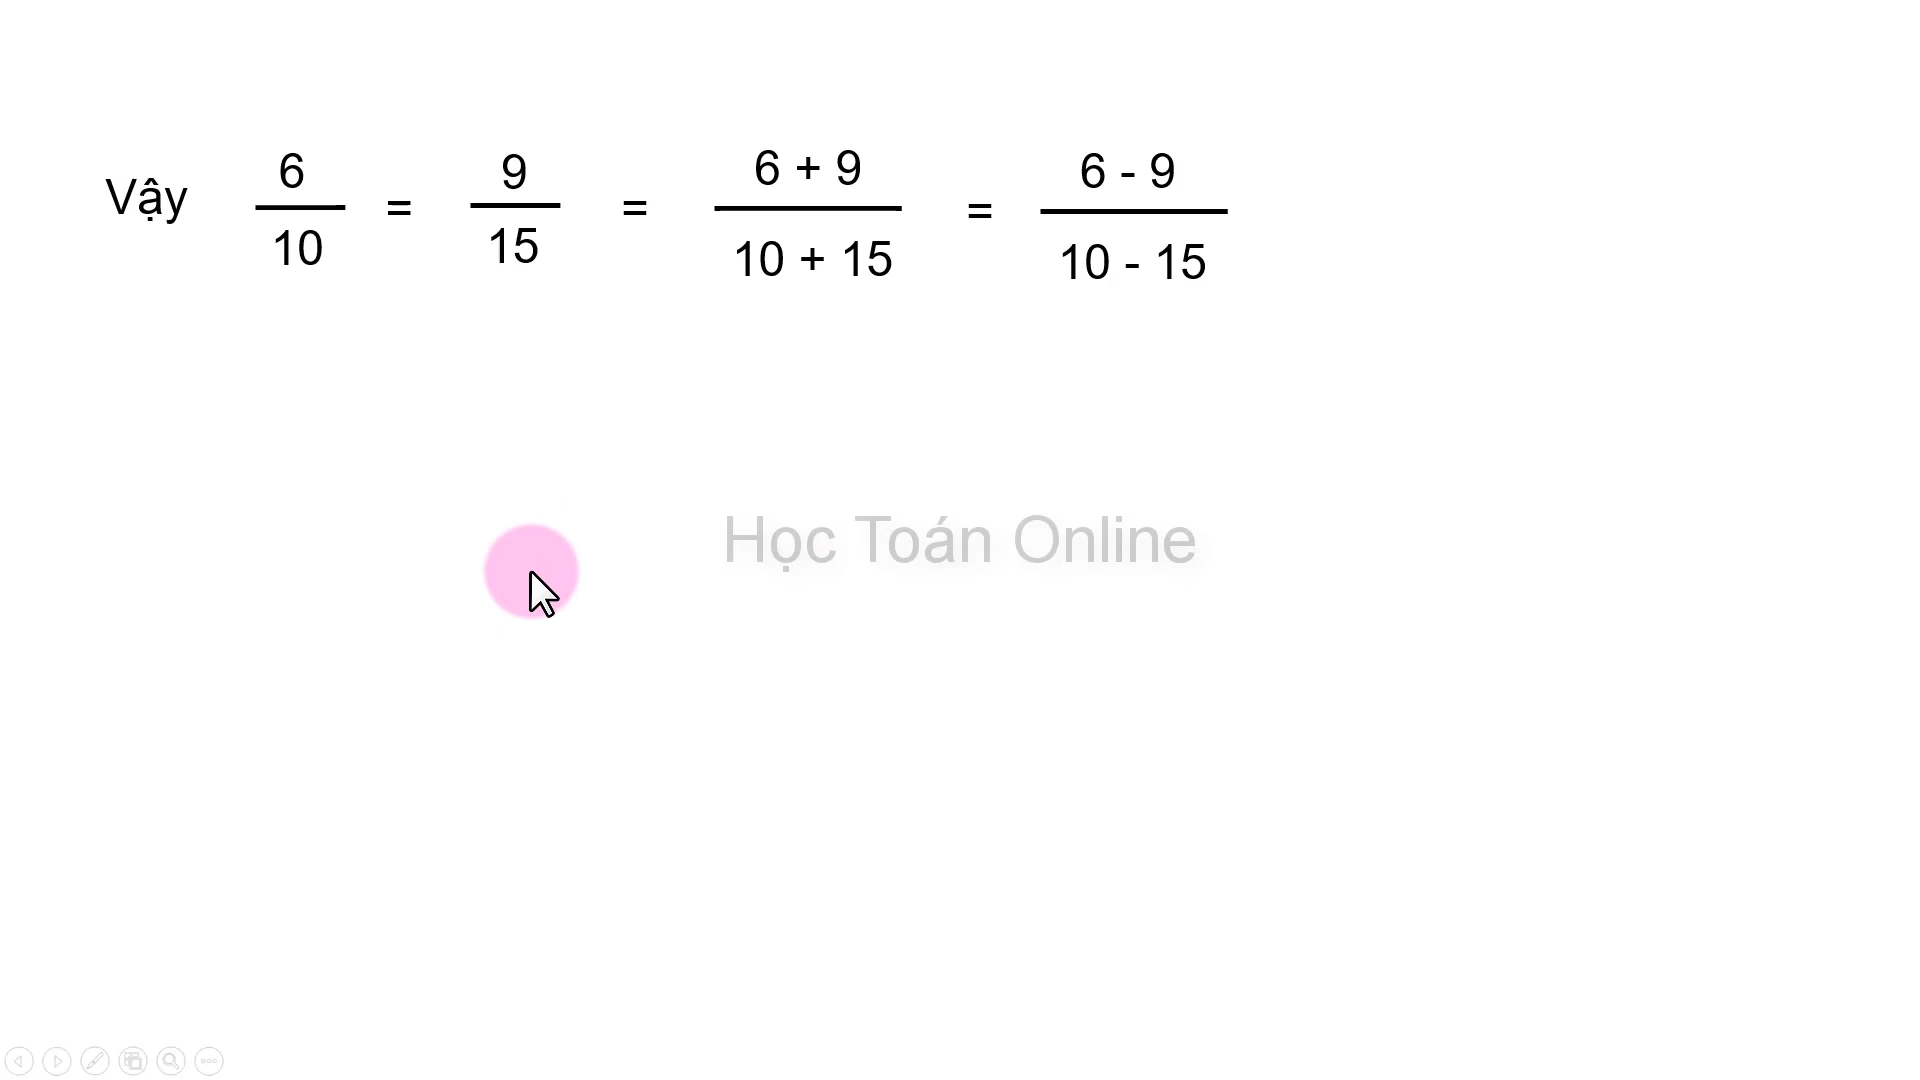 Vậy 6/10 = 9/15 = (6 + 9)/(10 + 15) = (6 - 9)/(10 - 15)
Học Toán Online